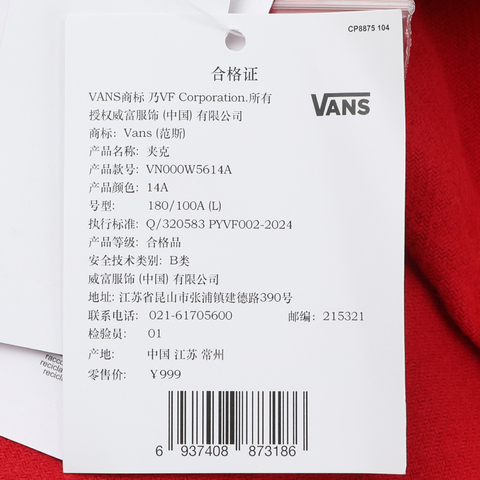 CP8875 104
合格证
VANS
VANS商标 乃VF Corporation.所有
授权威富服饰 (中国) 有限公司
商标: Vans (范斯)
产品名称: 夹克
产品款号: VN000W5614A
产品颜色: 14A
号型: 180/100A (L)
执行标准: Q/320583 PYVF002-2024
产品等级: 合格品
安全技术类别: B类
威富服饰 (中国) 有限公司
地址: 江苏省昆山市张浦镇建德路390号
联系电话: 021-61705600 邮编: 215321
检验员: 01
产地: 中国 江苏 常州
零售价: ￥999
6 937408 873186